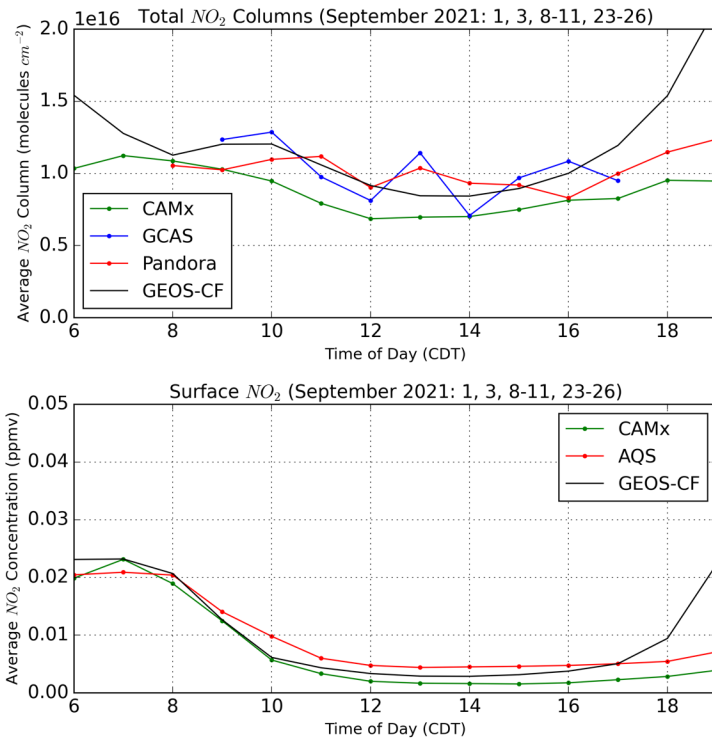 1e16 Total NO2 Columns (September 2021: 1, 3, 8-11, 23-26)
2.0
1.5
1.0
0.5
0.0
Average NO2 Column (molecules cm−2)
CAMx
GCAS
Pandora
GEOS-CF
6 8 10 12 14 16 18
Time of Day (CDT)
Surface NO2 (September 2021: 1, 3, 8-11, 23-26)
0.05
0.04
0.03
0.02
0.01
0.00
Average NO2 Concentration (ppmv)
CAMx
AQS
GEOS-CF
6 8 10 12 14 16 18
Time of Day (CDT)